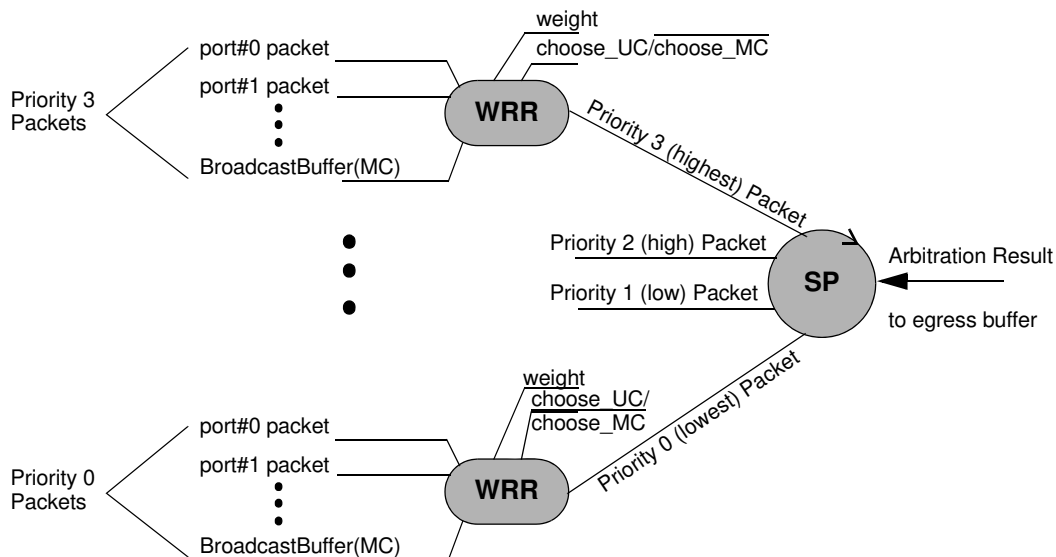 weight
choose_UC/choose_MC
port#0 packet
port#1 packet
Priority 3
Packets
WRR
BroadcastBuffer(MC)
Priority 3 (highest) Packet
Priority 2 (high) Packet
Priority 1 (low) Packet
SP
Arbitration Result
to egress buffer
Priority 0 (lowest) Packet
weight
choose_UC/
choose_MC
port#0 packet
port#1 packet
Priority 0
Packets
WRR
BroadcastBuffer(MC)